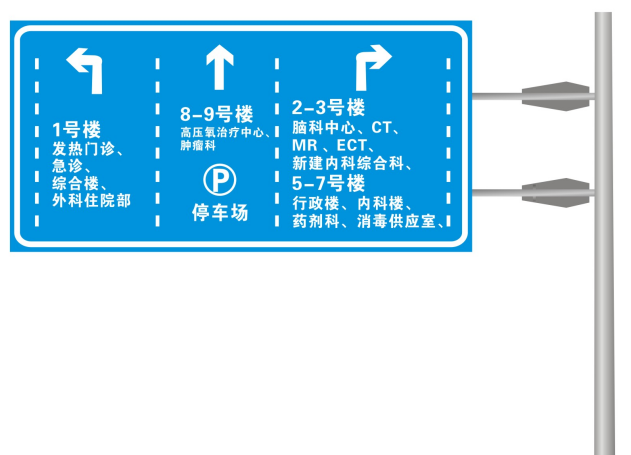 1号楼
发热门诊、
急诊、
综合楼、
外科住院部
8-9号楼
高压氧治疗中心、
肿瘤科
P
停车场
2-3号楼
脑科中心、CT、
MR 、ECT、
新建内科综合科、
5-7号楼
行政楼、内科楼、
药剂科、消毒供应室、